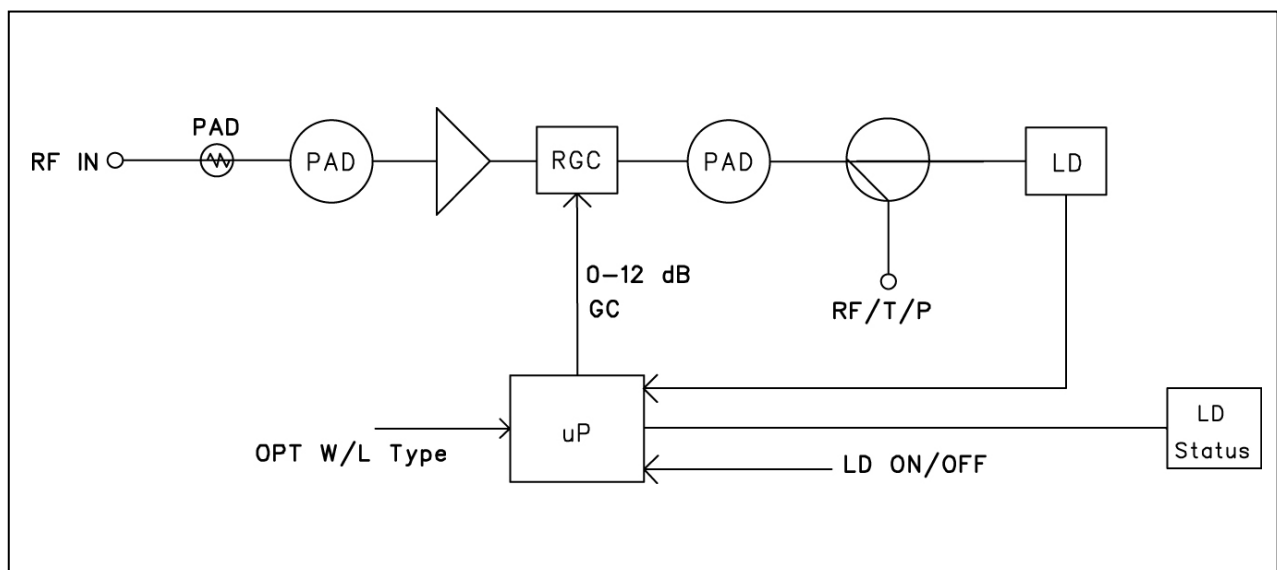 PAD
RF IN
PAD
RGC
PAD
LD
0-12 dB
GC
RF/T/P
uP
OPT W/L Type
LD ON/OFF
LD
Status